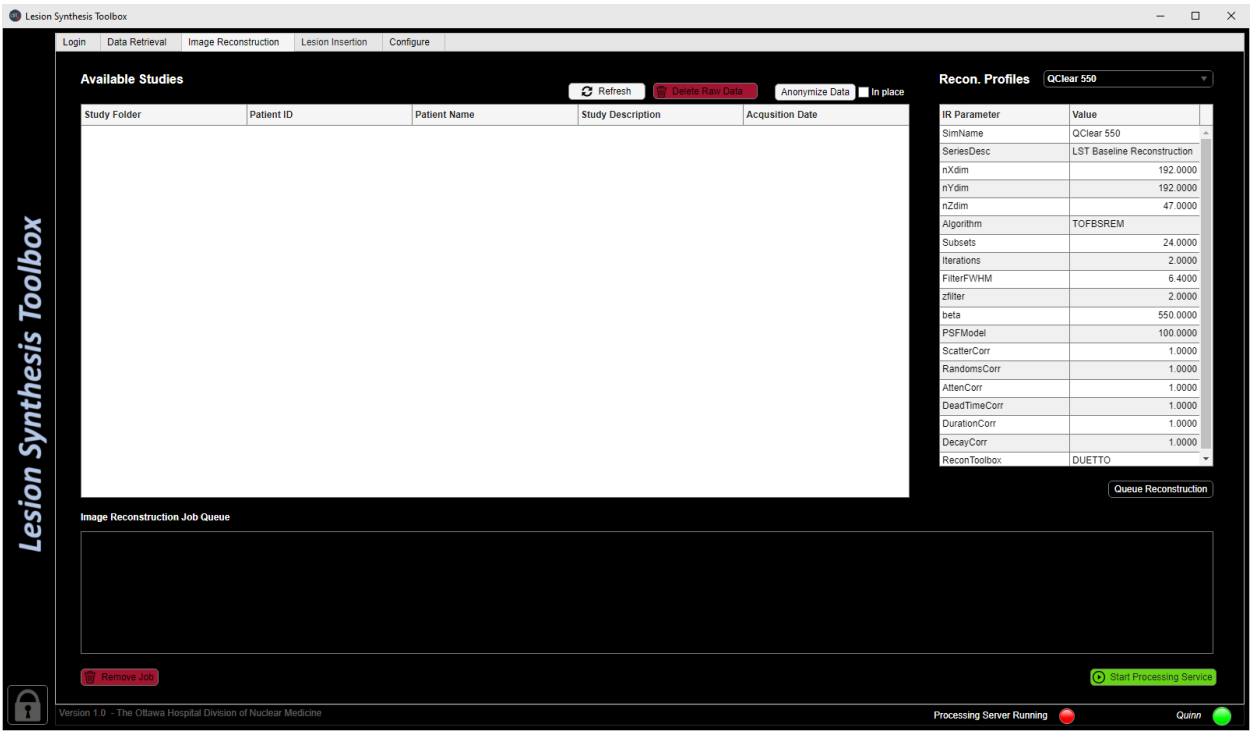 Lesion Synthesis Toolbox
Login Data Retrieval Image Reconstruction Lesion Insertion Configure
Available Studies
Refresh Delete Raw Data Anonymize Data In place
Study Folder Patient ID Patient Name Study Description Acqusition Date
Recon. Profiles QClear 550
IR Parameter Value
SimName QClear 550
SeriesDesc LST Baseline Reconstruction
nXdim 192.0000
nYdim 192.0000
nZdim 47.0000
Algorithm TOFBSREM
Subsets 24.0000
Iterations 2.0000
FilterFWHM 6.4000
zfilter 2.0000
beta 550.0000
PSFModel 100.0000
ScatterCorr 1.0000
RandomsCorr 1.0000
AttenCorr 1.0000
DeadTimeCorr 1.0000
DurationCorr 1.0000
DecayCorr 1.0000
ReconToolbox DUETTO
Queue Reconstruction
Lesion Synthesis Toolbox
Image Reconstruction Job Queue
Remove Job Start Processing Service
Version 1.0 - The Ottawa Hospital Division of Nuclear Medicine Processing Server Running Quinn